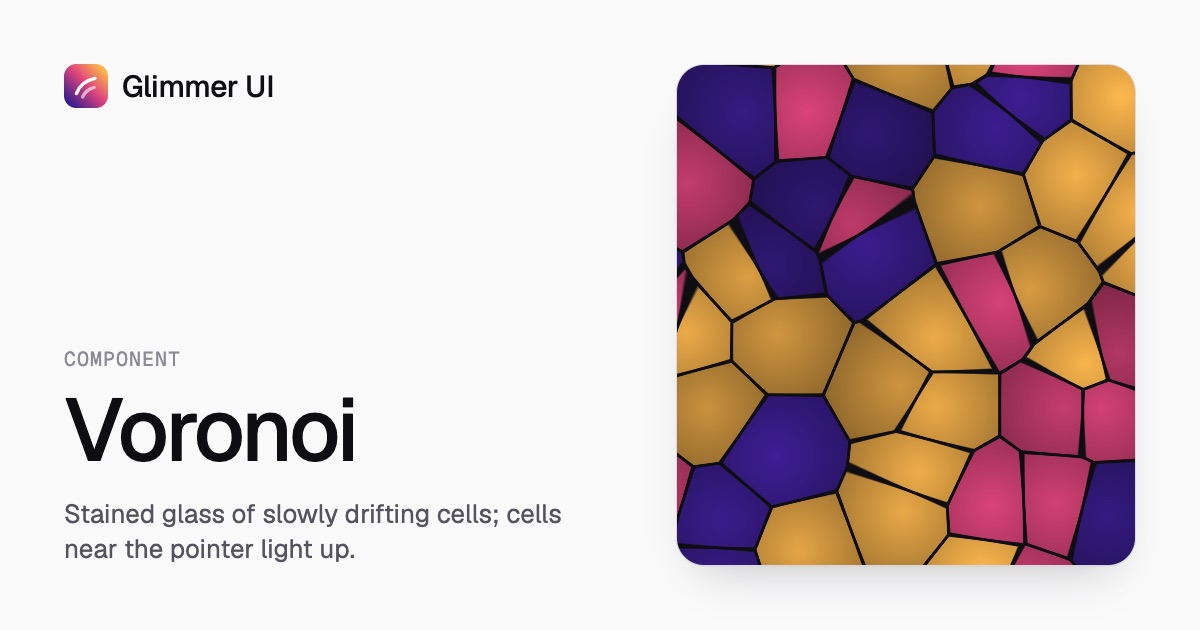 Glimmer UI
COMPONENT
Voronoi
Stained glass of slowly drifting cells; cells
near the pointer light up.